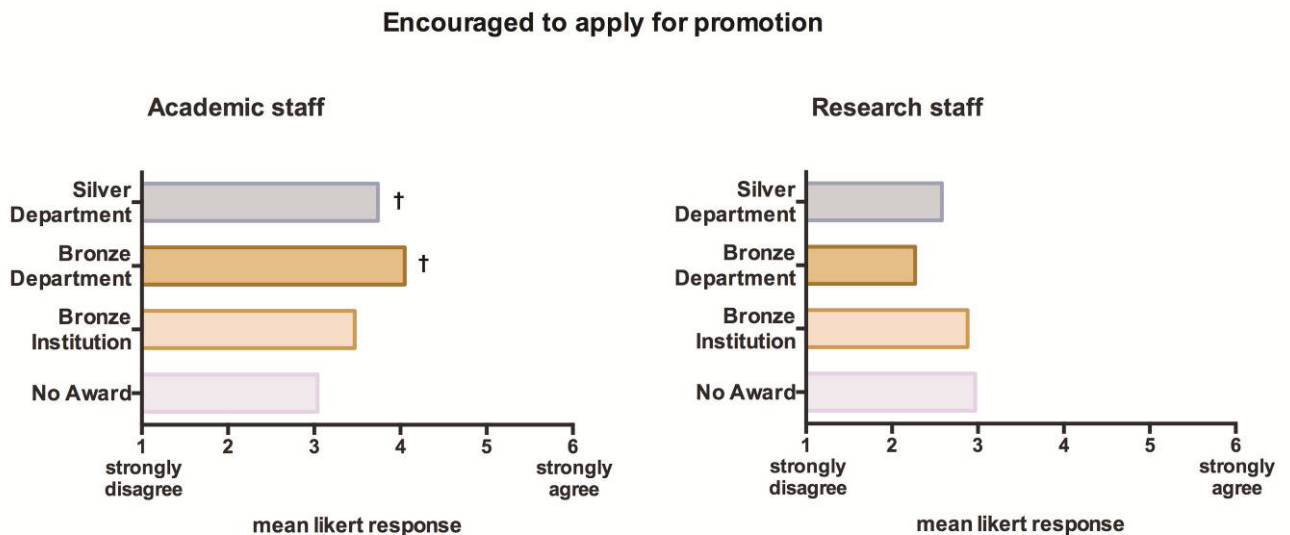 Encouraged to apply for promotion
Academic staff
Silver
Department
†
Bronze
Department
†
Bronze
Institution
No Award
1 2 3 4 5 6
strongly
disagree
strongly
agree
mean likert response
Research staff
Silver
Department
Bronze
Department
Bronze
Institution
No Award
1 2 3 4 5 6
strongly
disagree
strongly
agree
mean likert response